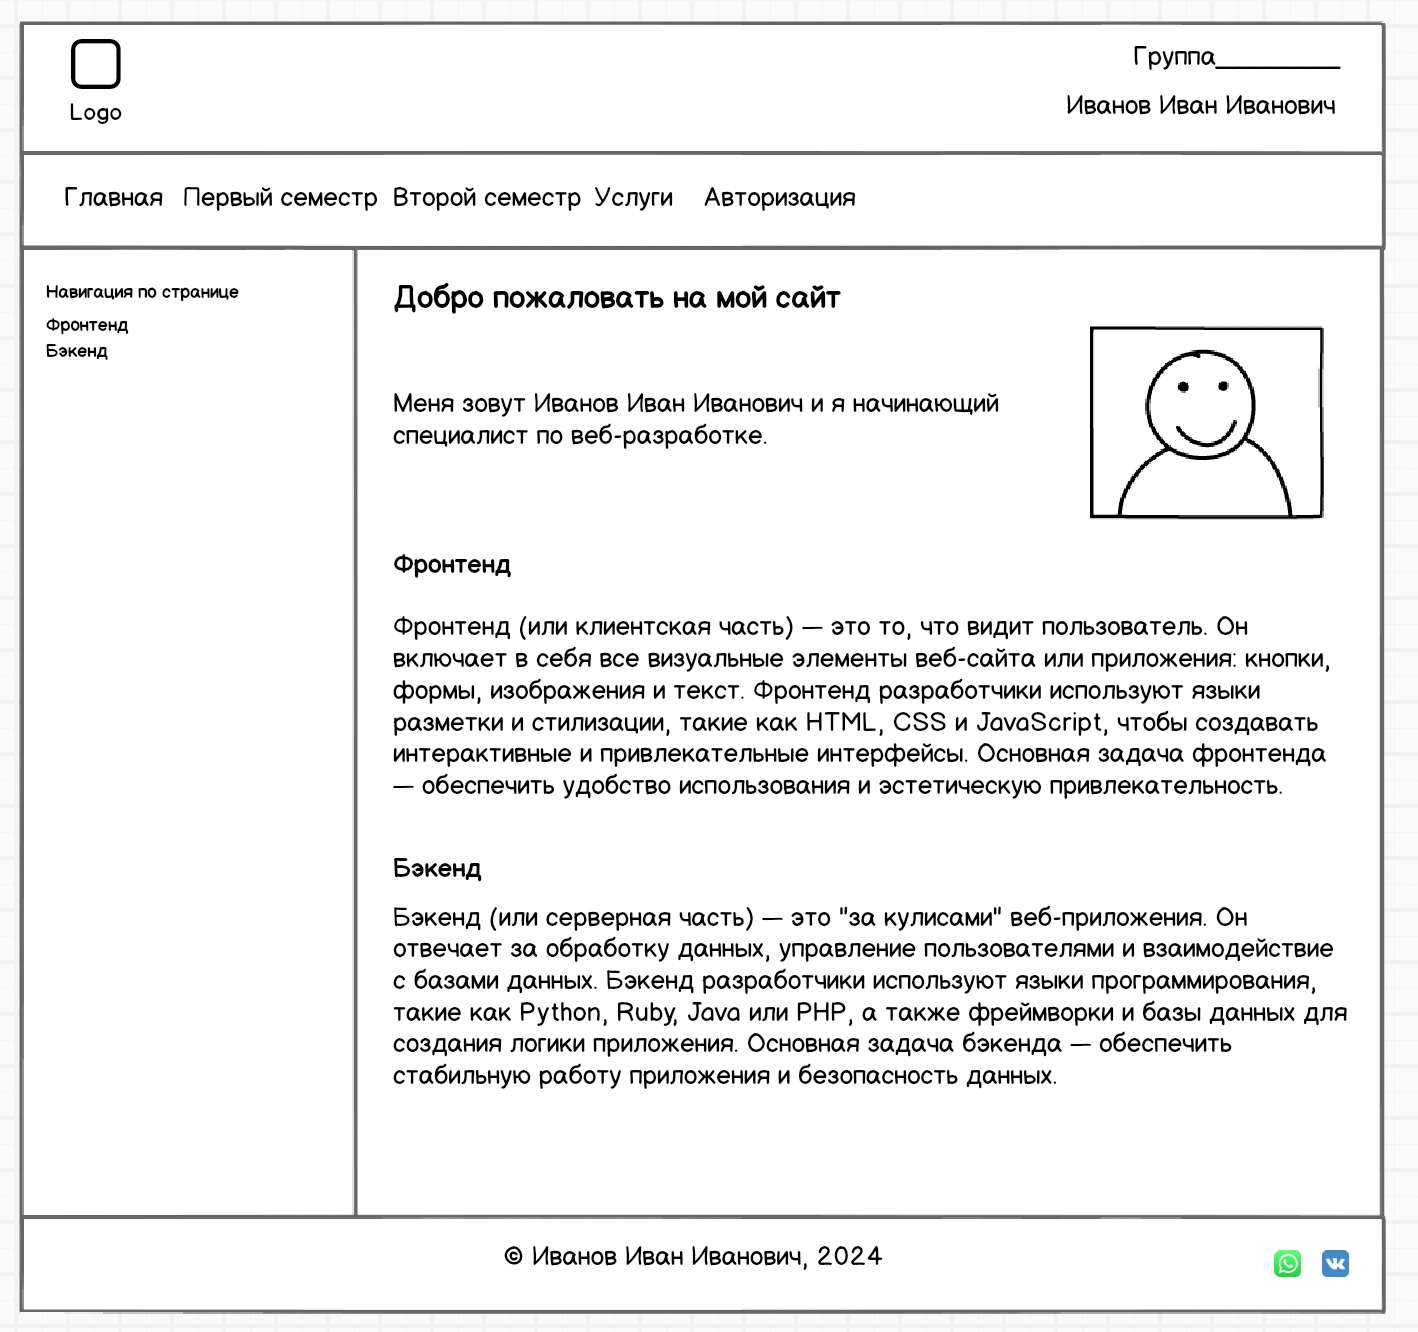 Logo
Группа_________
Иванов Иван Иванович
Главная Первый семестр Второй семестр Услуги Авторизация
Навигация по странице
Фронтенд
Бэкенд
Добро пожаловать на мой сайт
Меня зовут Иванов Иван Иванович и я начинающий
специалист по веб-разработке.
Фронтенд
Фронтенд (или клиентская часть) — это то, что видит пользователь. Он
включает в себя все визуальные элементы веб-сайта или приложения: кнопки,
формы, изображения и текст. Фронтенд разработчики используют языки
разметки и стилизации, такие как HTML, CSS и JavaScript, чтобы создавать
интерактивные и привлекательные интерфейсы. Основная задача фронтенда
— обеспечить удобство использования и эстетическую привлекательность.
Бэкенд
Бэкенд (или серверная часть) — это "за кулисами" веб-приложения. Он
отвечает за обработку данных, управление пользователями и взаимодействие
с базами данных. Бэкенд разработчики используют языки программирования,
такие как Python, Ruby, Java или PHP, а также фреймворки и базы данных для
создания логики приложения. Основная задача бэкенда — обеспечить
стабильную работу приложения и безопасность данных.
© Иванов Иван Иванович, 2024